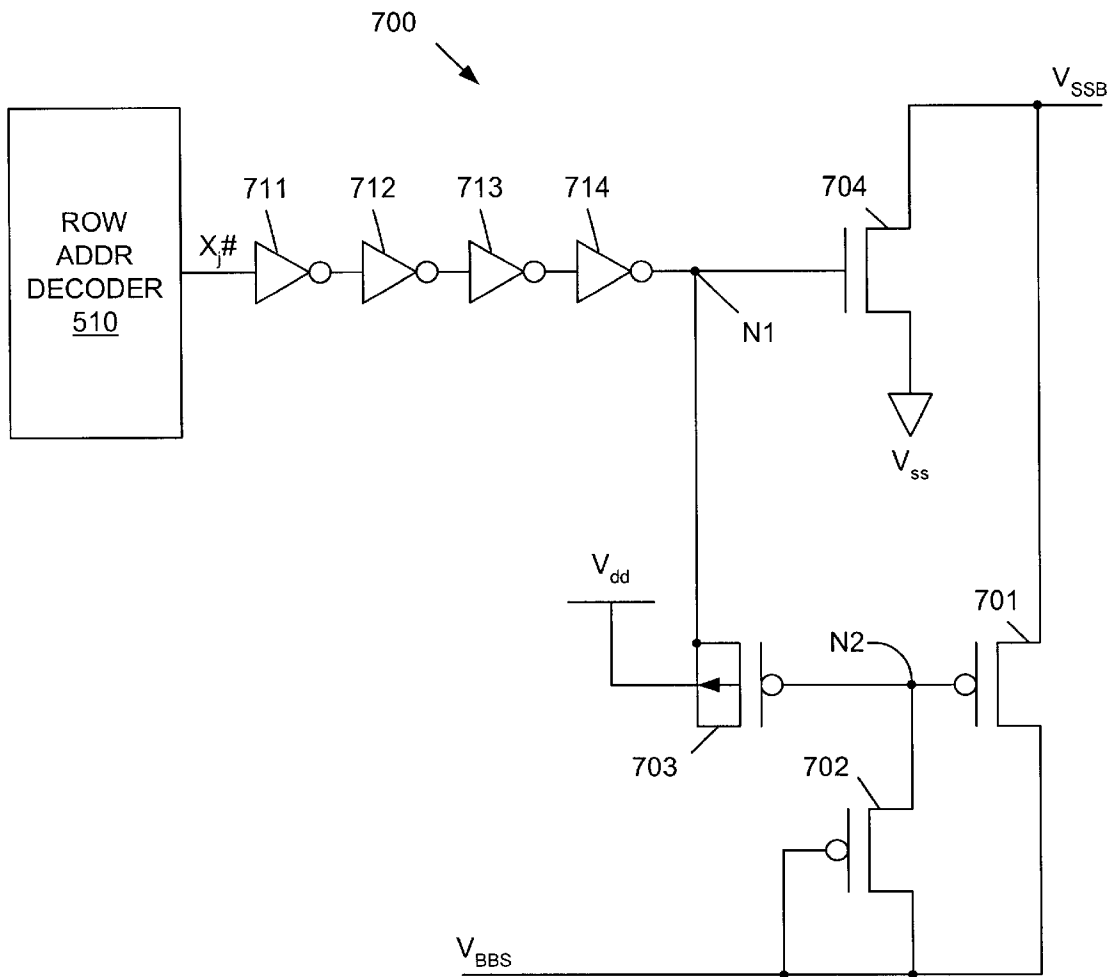 700
V_SSB
711
712
713
714
704
ROW
ADDR
DECODER
510
X_j#
N1
V_ss
V_dd
701
N2
703
702
V_BBS